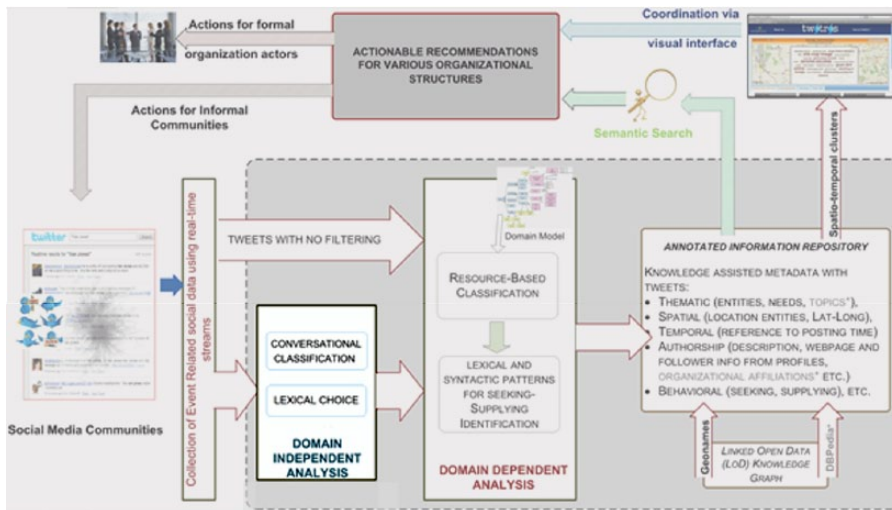 Actions for formal
organization actors
ACTIONABLE RECOMMENDATIONS
FOR VARIOUS ORGANIZATIONAL
STRUCTURES
Coordination via
visual interface
twitris
Actions for Informal
Communities
Semantic Search
Spatio-temporal clusters
twitter
Social Media Communities
Collection of Event Related social data using real-time
streams
TWEETS WITH NO FILTERING
CONVERSATIONAL
CLASSIFICATION
LEXICAL CHOICE
DOMAIN
INDEPENDENT
ANALYSIS
Domain Model
RESOURCE-BASED
CLASSIFICATION
LEXICAL AND
SYNTACTIC PATTERNS
FOR SEEKING-
SUPPLYING
IDENTIFICATION
DOMAIN DEPENDENT
ANALYSIS
ANNOTATED INFORMATION REPOSITORY
KNOWLEDGE ASSISTED METADATA WITH
TWEETS:
• THEMATIC (ENTITIES, NEEDS, TOPICS*),
• SPATIAL (LOCATION ENTITIES, LAT-LONG),
• TEMPORAL (REFERENCE TO POSTING TIME)
• AUTHORSHIP (DESCRIPTION, WEBPAGE AND
FOLLOWER INFO FROM PROFILES,
ORGANIZATIONAL AFFILIATIONS* ETC.)
• BEHAVIORAL (SEEKING, SUPPLYING), ETC.
Geonames
LINKED OPEN DATA
(LOD) KNOWLEDGE
GRAPH
DBPedia*